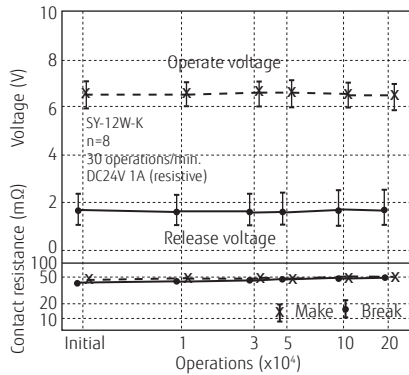 10
8
6
4
2
0
Voltage (V)
Operate voltage
SY-12W-K
n=8
30 operations/min.
DC24V 1A (resistive)
Release voltage
100
50
20
10
Contact resistance (mΩ)
Make
Break
Initial 1 3 5 10 20
Operations (x10⁴)